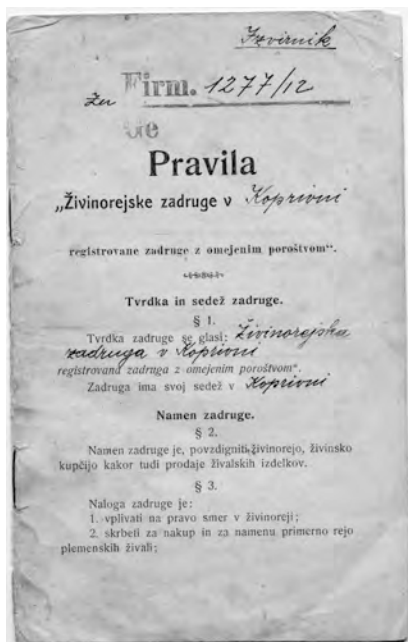 Izvirnik
Firm. 1277/12
Pravila
„Živinorejske zadruge v Koprivni
registrovane zadruge z omejenim poroštvom“.
Tvrdka in sedež zadruge.
§ 1.
Tvrdka zadruge se glasi: Živinorejska
zadruga v Koprivni
registrovana zadruga z omejenim poroštvom“.
Zadruga ima svoj sedež v Koprivni
Namen zadruge.
§ 2.
Namen zadruge je, povzdigniti živinorejo, živinsko
kupčijo kakor tudi prodaje živalskih izdelkov.
§ 3.
Naloga zadruge je:
1. vplivati na pravo smer v živinoreji;
2. skrbeti za nakup in za namenu primerno rejo
plemenskih živali;